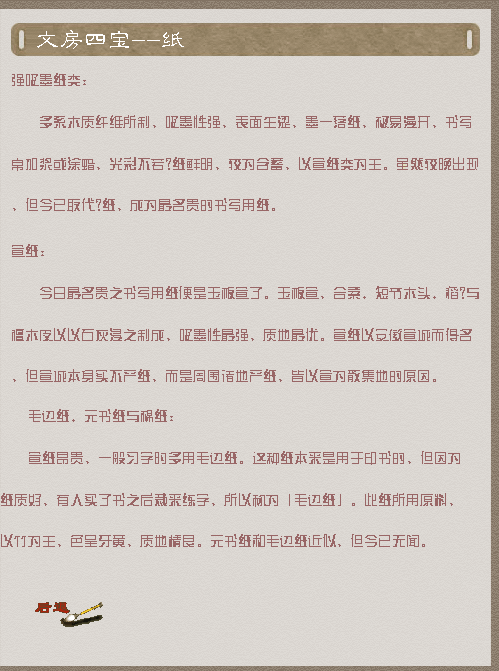 文房四宝--纸
强吸墨纸类:
多系木质纤维所制、吸墨性强、表面生涩、墨一落纸、极易漫开、书写
常加浆或涂蜡、光彩不若?纸鲜明、较为含蓄、以宣纸类为主。虽然较晚出现
、但今已取代?纸、成为最名贵的书写用纸。
宣纸:
今日最名贵之书写用纸便是玉板宣了。玉板宣、合桑、短节木头、稻?与
檀木皮以以石灰浸之制成、吸墨性最强、质地最优。宣纸以安徽宣城而得名
、但宣城本身实不产纸、而是周围诸地产纸、皆以宣为散集地的原因。
毛边纸、元书纸与棉纸:
宣纸昂贵、一般习字的多用毛边纸。这种纸本来是用于印书的、但因为
纸质好、有人买了书之后裁来练字、所以称为「毛边纸」。此纸所用原料、
以竹为主、色呈牙黄、质地精良。元书纸和毛边纸近似、但今已无闻。
后退